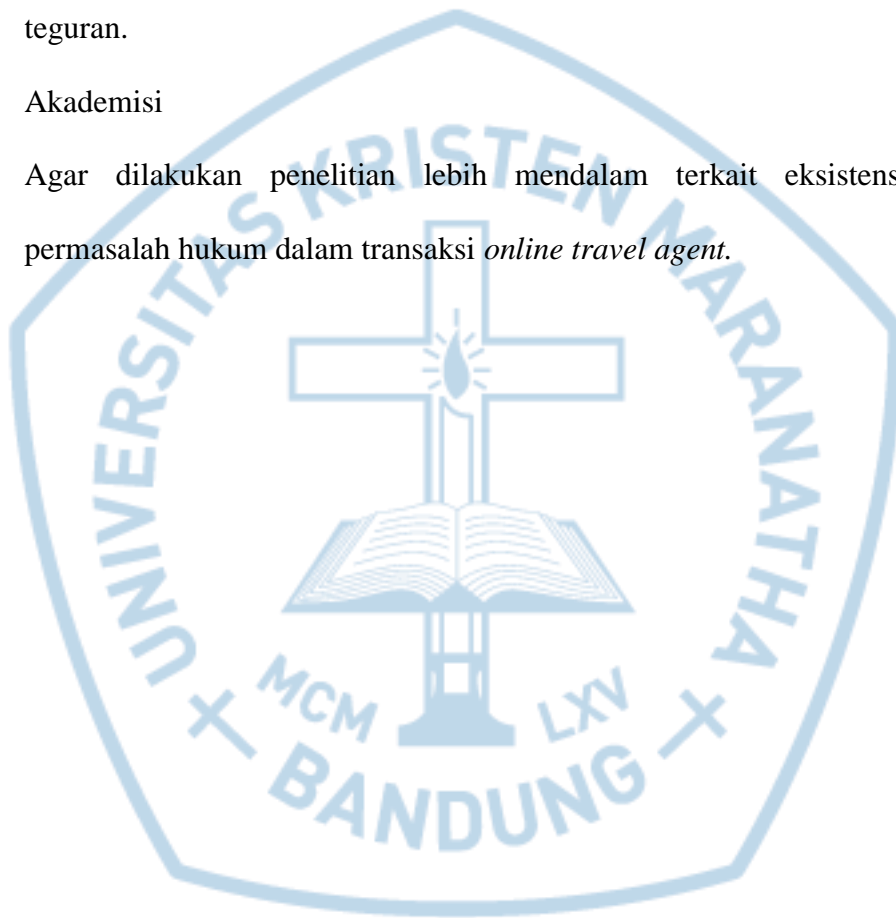 teguran.
Akademisi
Agar dilakukan penelitian lebih mendalam terkait eksistens
permasalah hukum dalam transaksi online travel agent.
UNIVERSITAS KRISTEN MARANATHA
MCM LXV
BANDUNG